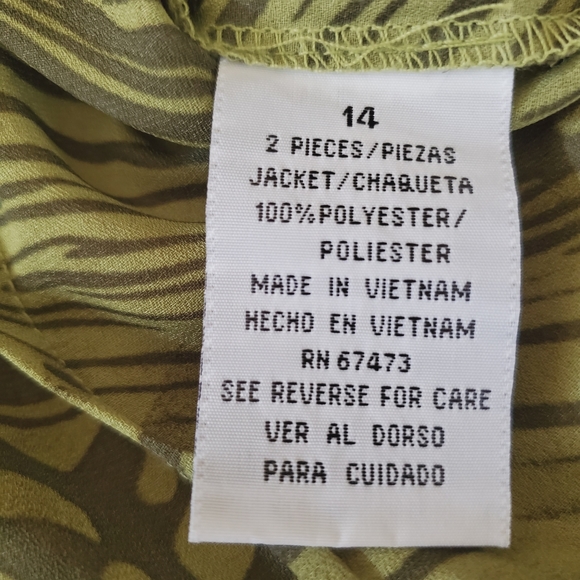 14
2 PIECES/PIEZAS
JACKET/CHAQUETA
100%POLYESTER/
POLIESTER
MADE IN VIETNAM
HECHO EN VIETNAM
RN 67473
SEE REVERSE FOR CARE
VER AL DORSO
PARA CUIDADO